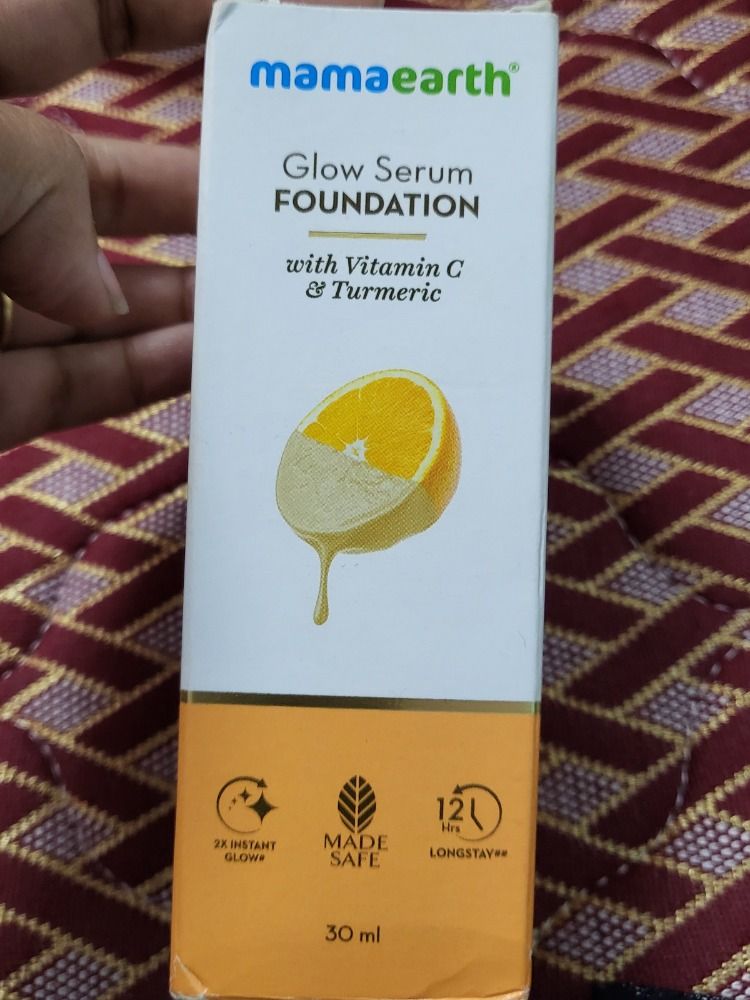 mamaearth®
Glow Serum
FOUNDATION
with Vitamin C
& Turmeric
2X INSTANT
GLOW#
MADE
SAFE
12
Hrs
LONGSTAY##
30 ml